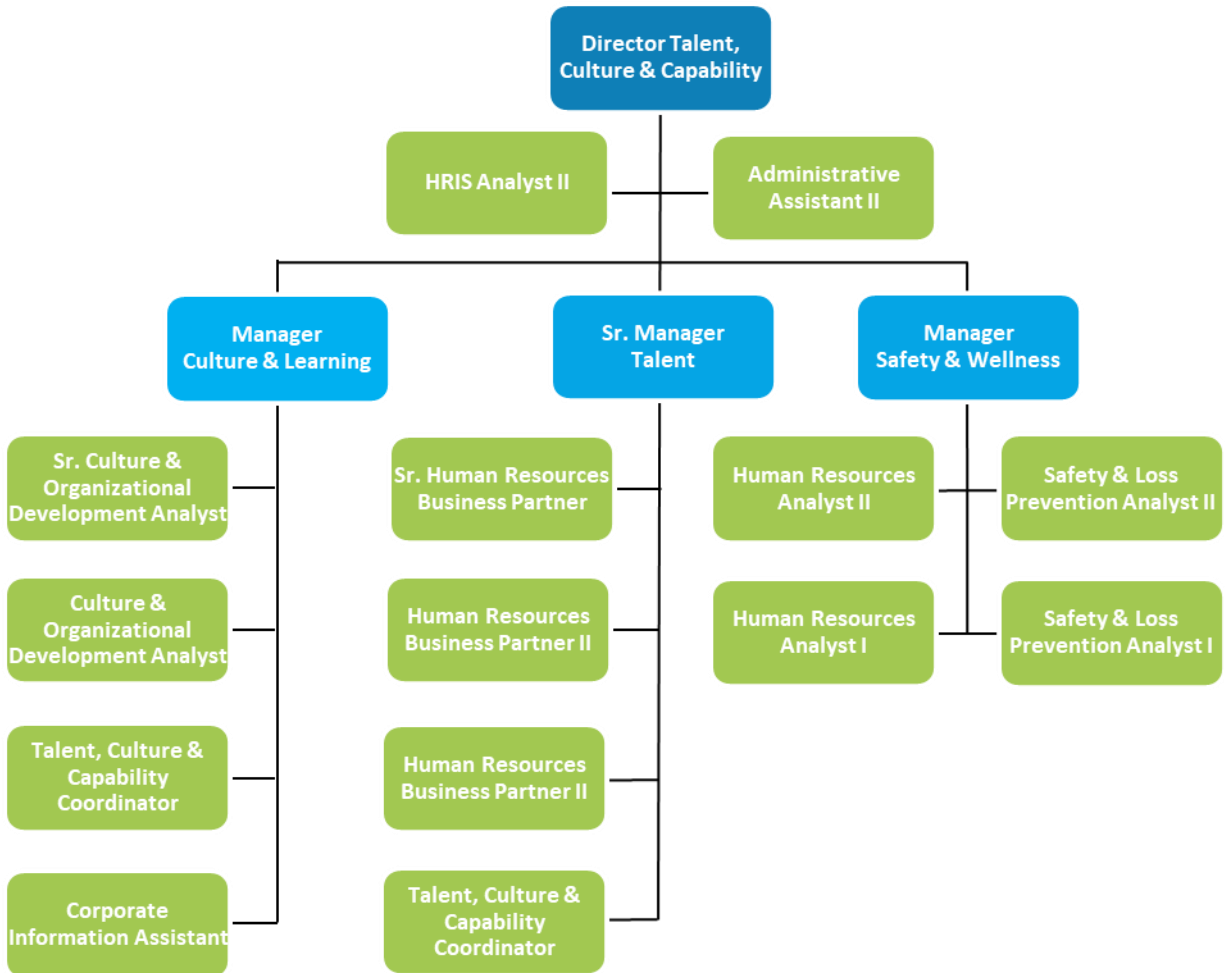 Director Talent,
Culture & Capability
HRIS Analyst II
Administrative
Assistant II
Manager
Culture & Learning
Sr. Manager
Talent
Manager
Safety & Wellness
Sr. Culture &
Organizational
Development Analyst
Sr. Human Resources
Business Partner
Human Resources
Analyst II
Safety & Loss
Prevention Analyst II
Culture &
Organizational
Development Analyst
Human Resources
Business Partner II
Human Resources
Analyst I
Safety & Loss
Prevention Analyst I
Talent, Culture &
Capability
Coordinator
Human Resources
Business Partner II
Corporate
Information Assistant
Talent, Culture &
Capability
Coordinator